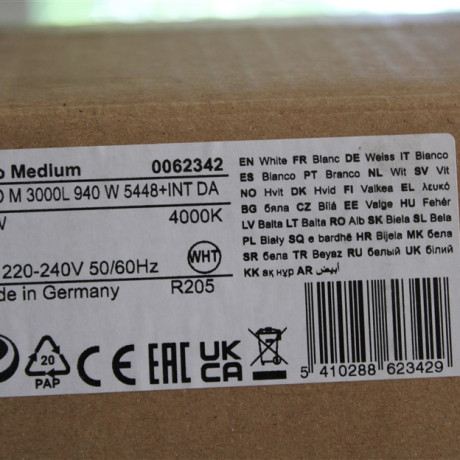 o Medium 0062342
O M 3000L 940 W 5448+INT DA
W 4000K
220-240V 50/60Hz WHT
de in Germany R205
EN White FR Blanc DE Weiss IT Bianco
ES Blanco PT Branco NL Wit SV Vit
NO Hvit DK Hvid FI Valkea EL Λευκό
BG бяла CZ Bílá EE Valge HU Fehér
LV Balta LT Balta RO Alb SK Biela SL Bela
PL Biały SQ e bardhë HR Bijela MK бела
SR бела TR Beyaz RU белый UK білий
KK ақ нұр AR أبيض
20
PAP
CE EAC UK
CA
5 410288 623429